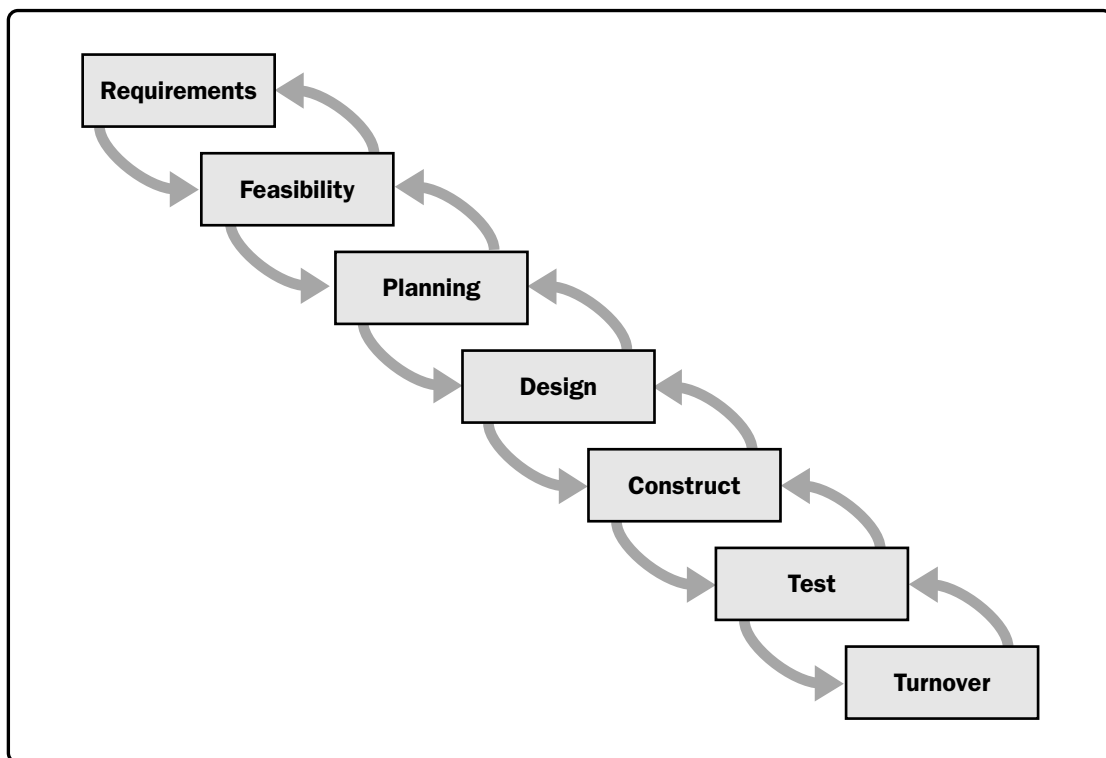 Requirements
Feasibility
Planning
Design
Construct
Test
Turnover